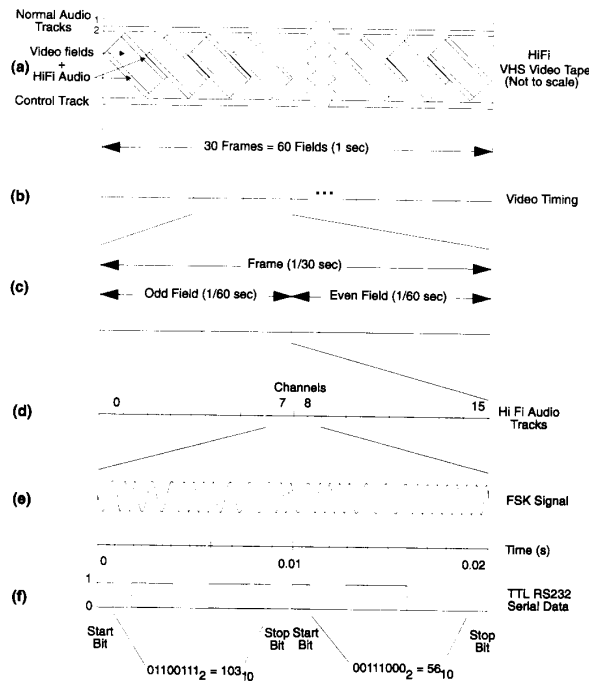 Normal Audio
Tracks
1
2
Video fields
+
HiFi Audio
(a)
Control Track
HiFi
VHS Video Tape
(Not to scale)
30 Frames = 60 Fields (1 sec)
(b)
...
Video Timing
Frame (1/30 sec)
(c)
Odd Field (1/60 sec)
Even Field (1/60 sec)
Channels
(d)
0
7
8
15
Hi Fi Audio
Tracks
(e)
FSK Signal
Time (s)
0
0.01
0.02
(f)
1
0
TTL RS232
Serial Data
Start
Bit
Stop
Bit
Start
Bit
Stop
Bit
01100111₂ = 103₁₀
00111000₂ = 56₁₀